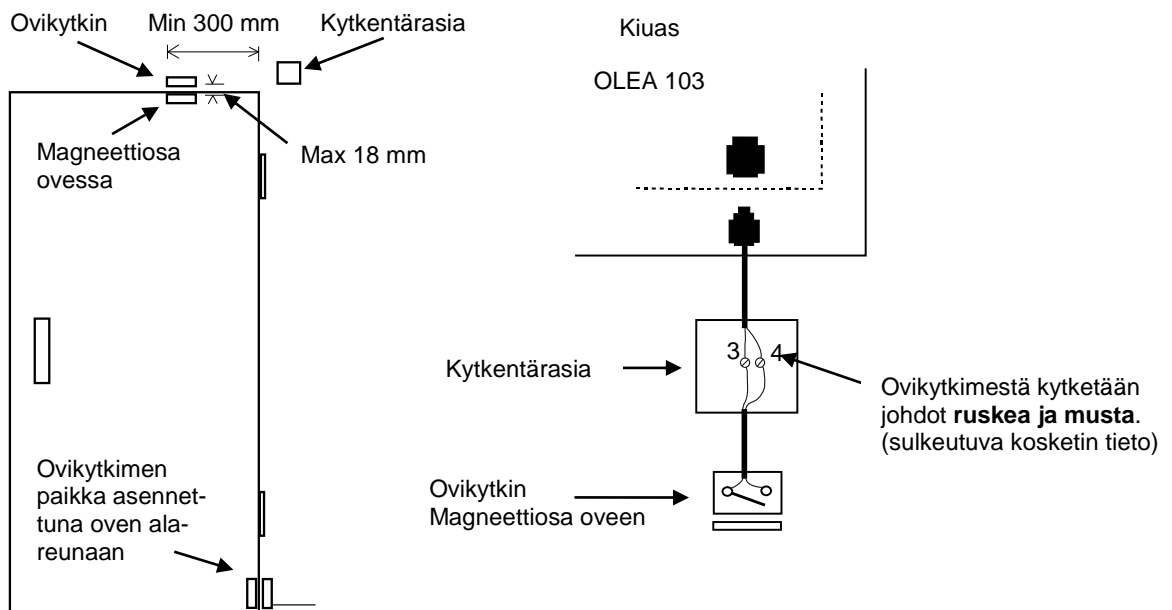 Ovikytkin
Min 300 mm
Kytkentärasia
Magneettiosa
ovessa
Max 18 mm
Ovikytkimen
paikka asennet-
tuna oven ala-
reunaan
Kiuas
OLEA 103
3
4
Kytkentärasia
Ovikytkimestä kytketään
johdot ruskea ja musta.
(sulkeutuva kosketin tieto)
Ovikytkin
Magneettiosa oveen